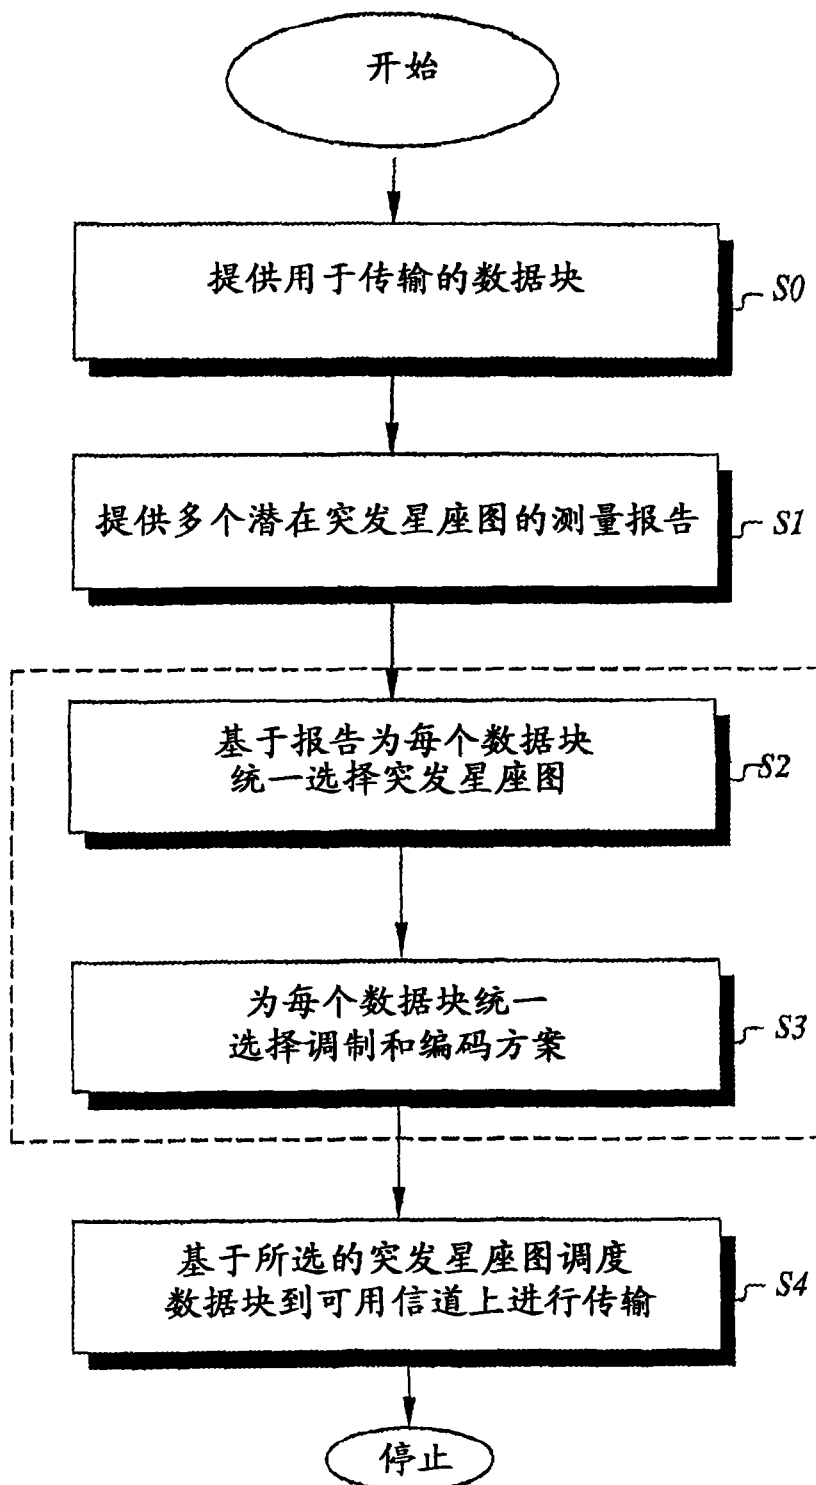 开始
提供用于传输的数据块
S0
提供多个潜在突发星座图的测量报告
S1
基于报告为每个数据块
统一选择突发星座图
S2
为每个数据块统一
选择调制和编码方案
S3
基于所选的突发星座图调度
数据块到可用信道上进行传输
S4
停止